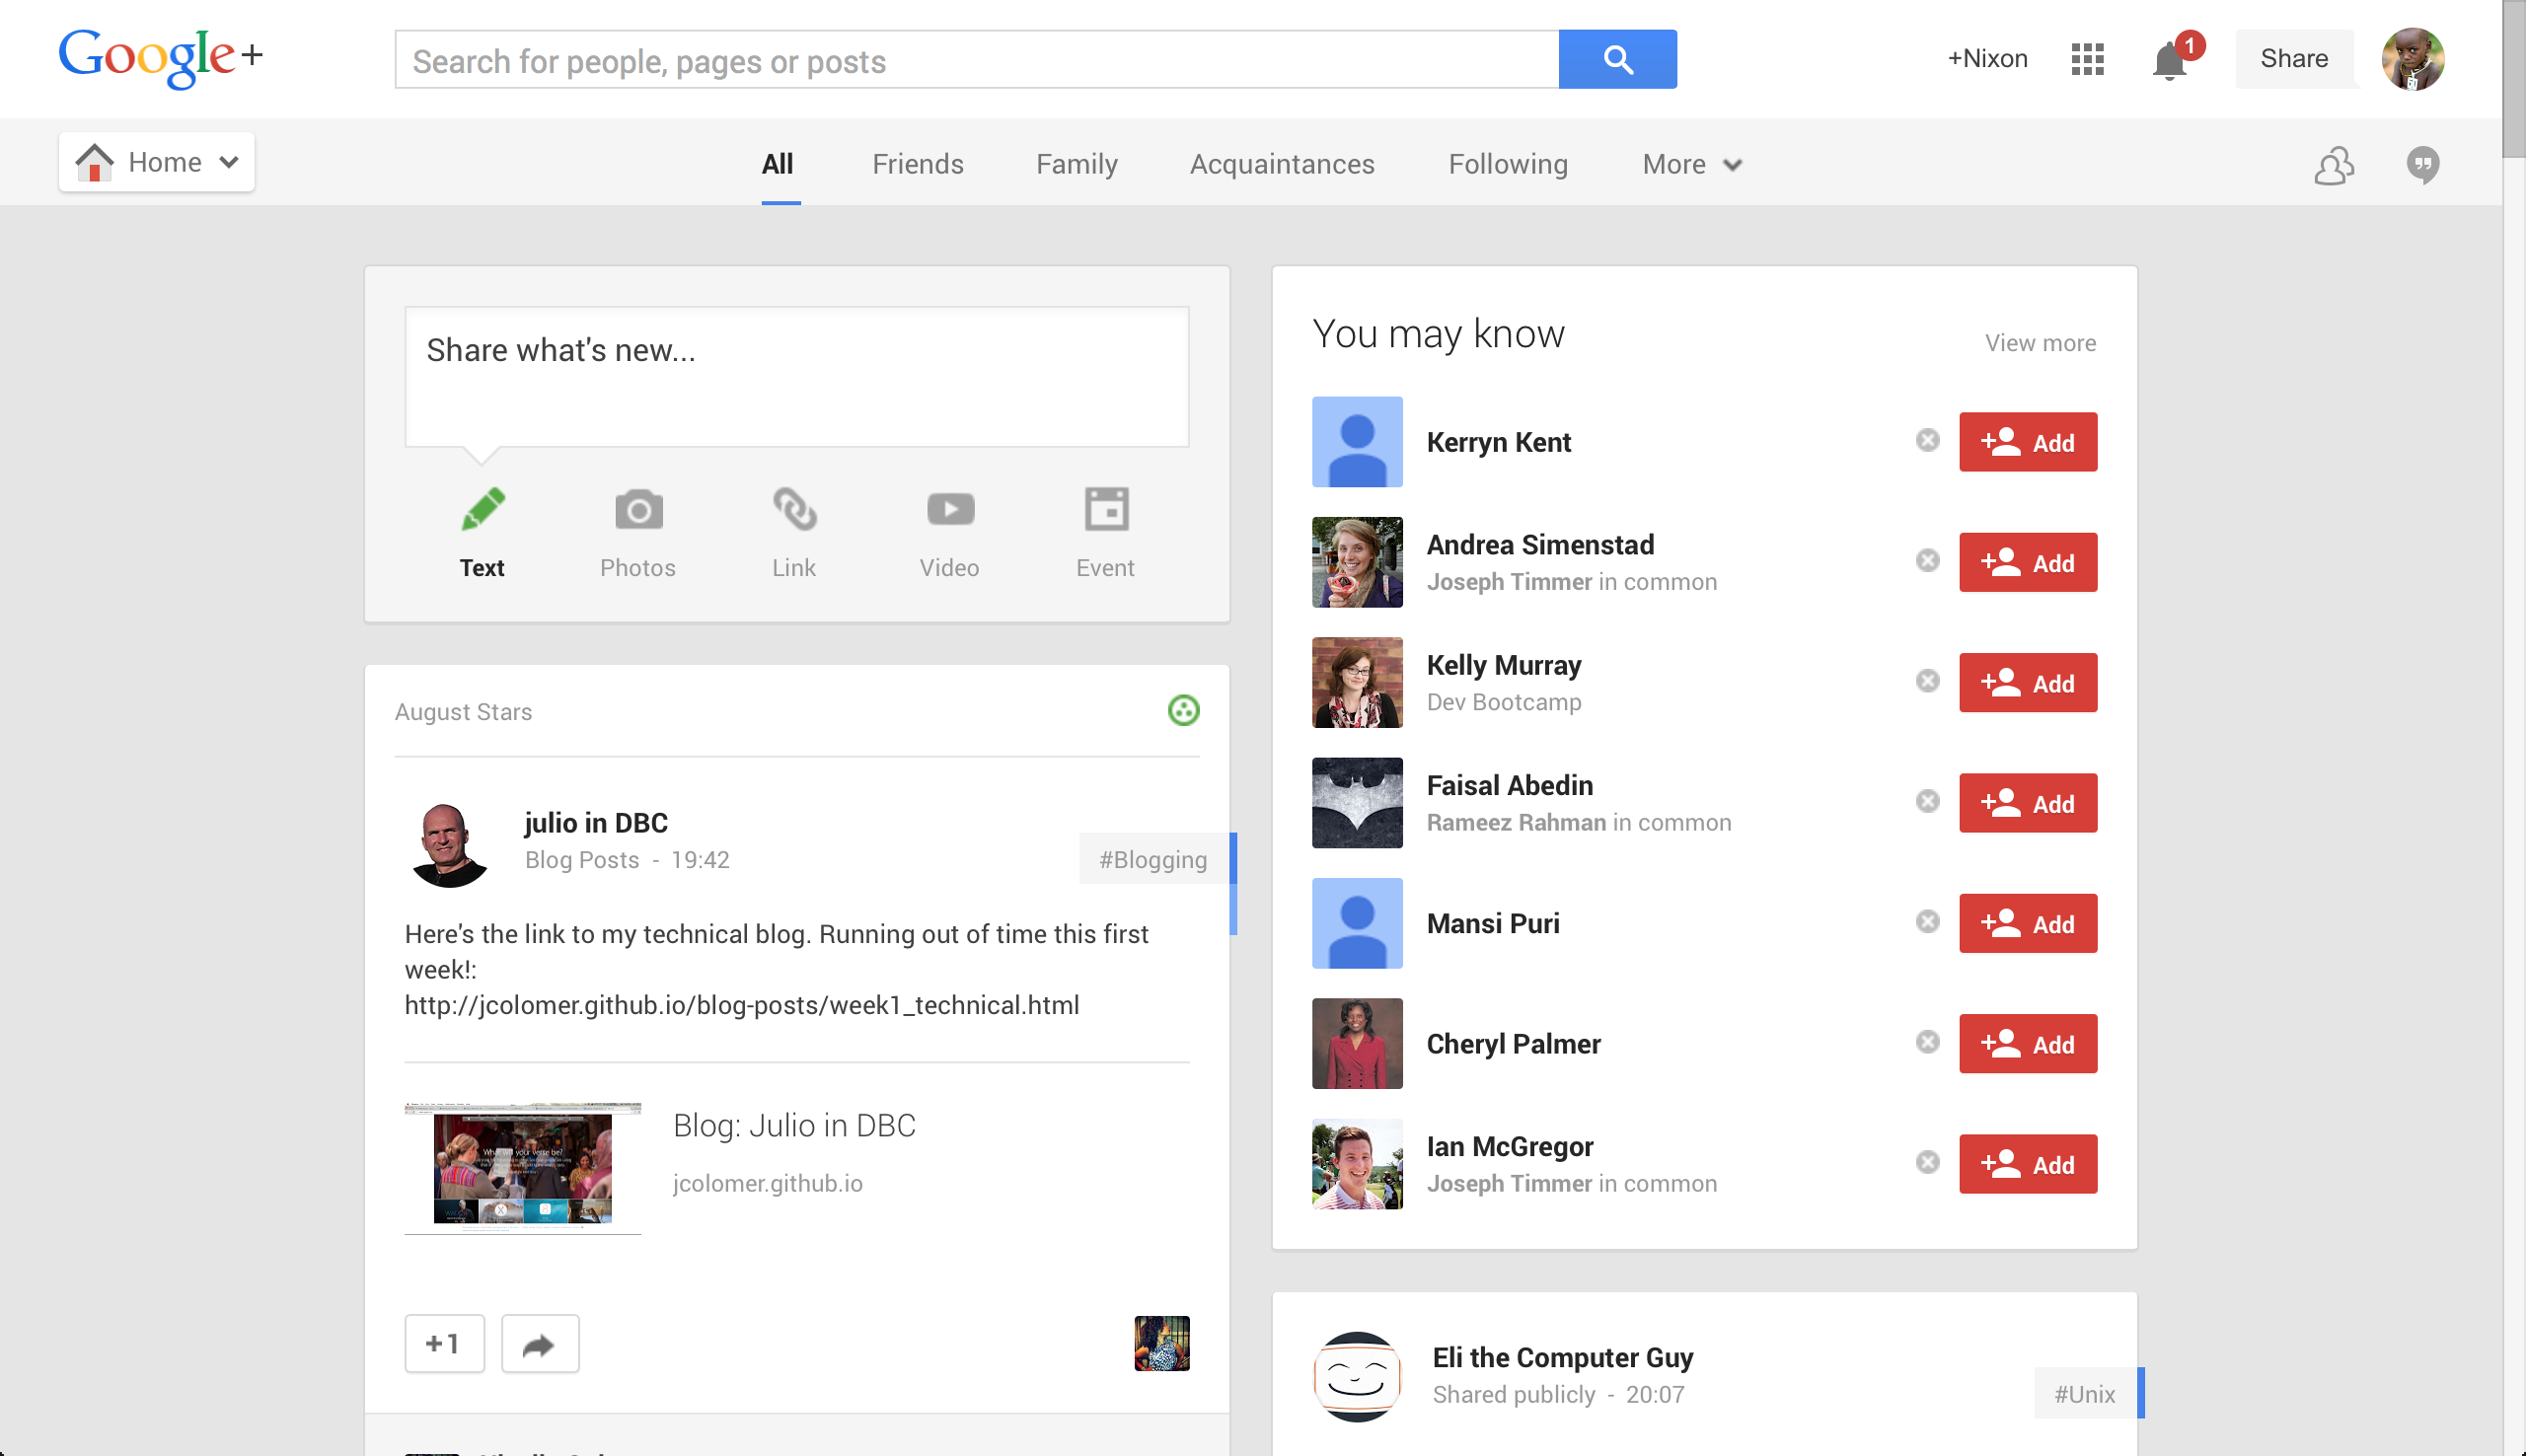 Google+
Search for people, pages or posts
+Nixon
1
Share
Home
All
Friends
Family
Acquaintances
Following
More
Share what's new...
Text
Photos
Link
Video
Event
August Stars
julio in DBC
Blog Posts - 19:42
#Blogging
Here's the link to my technical blog. Running out of time this first
week!:
http://jcolomer.github.io/blog-posts/week1_technical.html
What will your verse be?
Blog: Julio in DBC
jcolomer.github.io
+1
You may know
View more
Kerryn Kent
Add
Andrea Simenstad
Joseph Timmer in common
Add
Kelly Murray
Dev Bootcamp
Add
Faisal Abedin
Rameez Rahman in common
Add
Mansi Puri
Add
Cheryl Palmer
Add
Ian McGregor
Joseph Timmer in common
Add
Eli the Computer Guy
Shared publicly - 20:07
#Unix